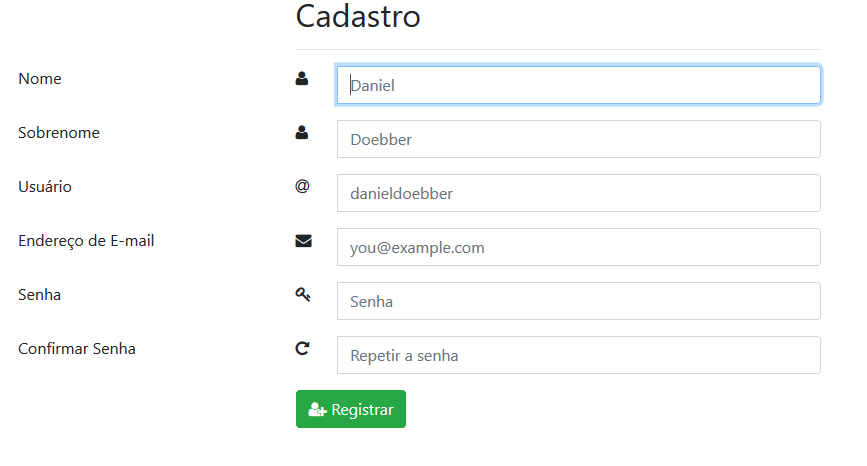 Cadastro
Nome
Daniel
Sobrenome
Doebber
Usuário
@
danieldoebber
Endereço de E-mail
you@example.com
Senha
Senha
Confirmar Senha
Repetir a senha
Registrar